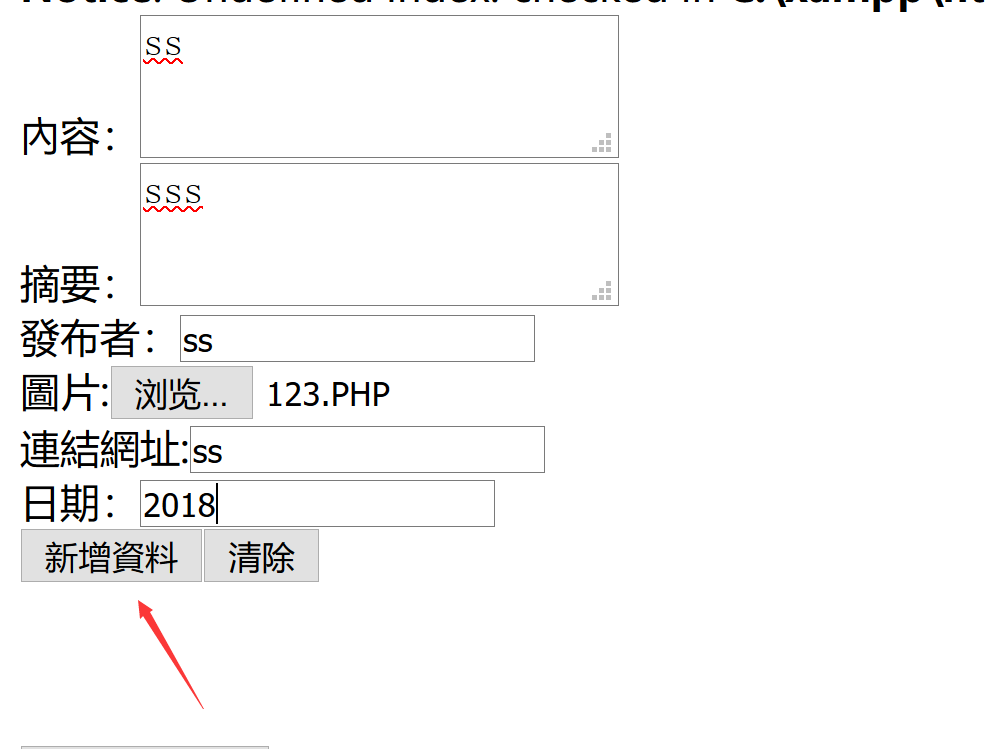 Notice: Undefined index: checked in C:\xampp\ht
ss
內容：
sss
摘要：
發布者：ss
圖片:浏览... 123.PHP
連結網址:ss
日期：2018
新增資料 清除